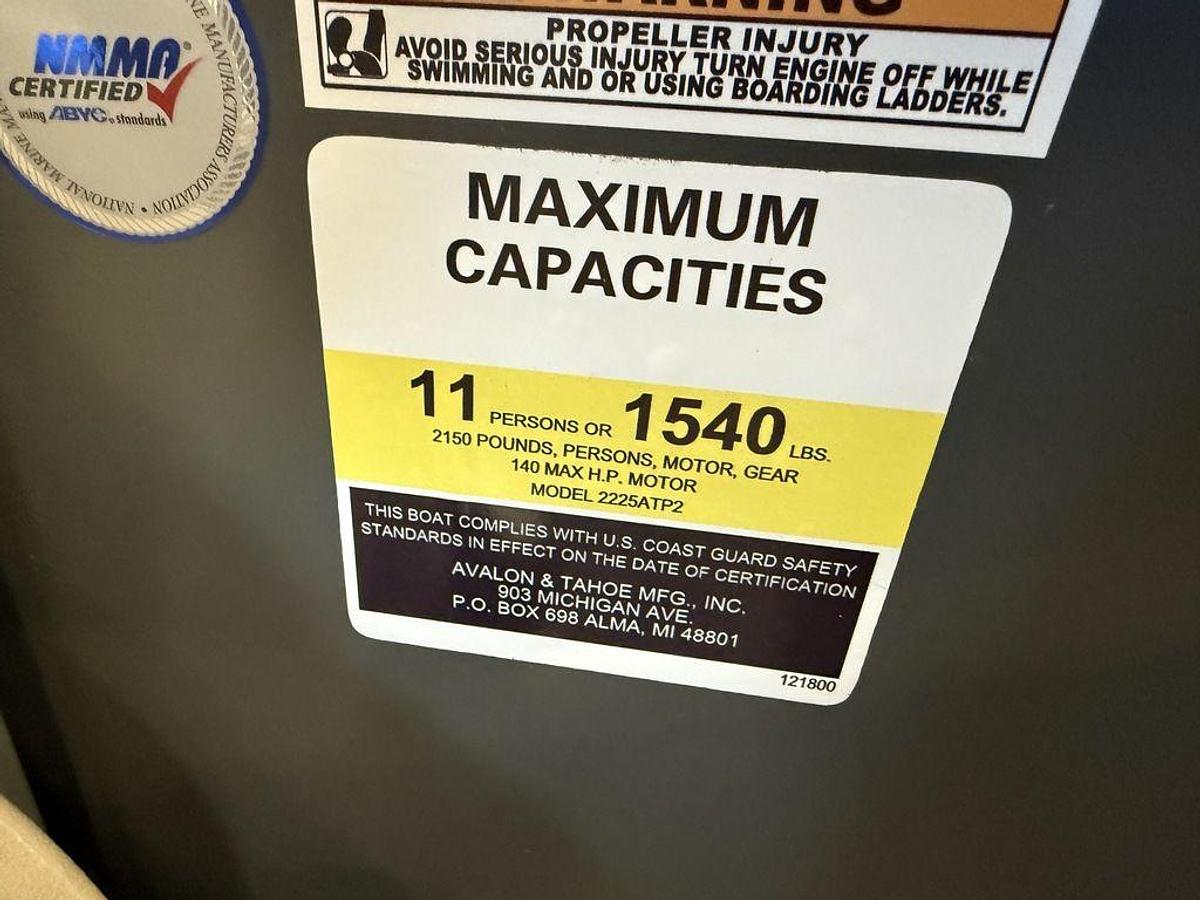 NMMA®
CERTIFIED
using ABYC® standards
NATIONAL MARINE MANUFACTURERS ASSOCIATION •
WARNING
PROPELLER INJURY
AVOID SERIOUS INJURY TURN ENGINE OFF WHILE
SWIMMING AND OR USING BOARDING LADDERS.
MAXIMUM
CAPACITIES
11 PERSONS OR 1540 LBS.
2150 POUNDS, PERSONS, MOTOR, GEAR
140 MAX H.P. MOTOR
MODEL 2225ATP2
THIS BOAT COMPLIES WITH U.S. COAST GUARD SAFETY
STANDARDS IN EFFECT ON THE DATE OF CERTIFICATION
AVALON & TAHOE MFG., INC.
903 MICHIGAN AVE.
P.O. BOX 698 ALMA, MI 48801
121800